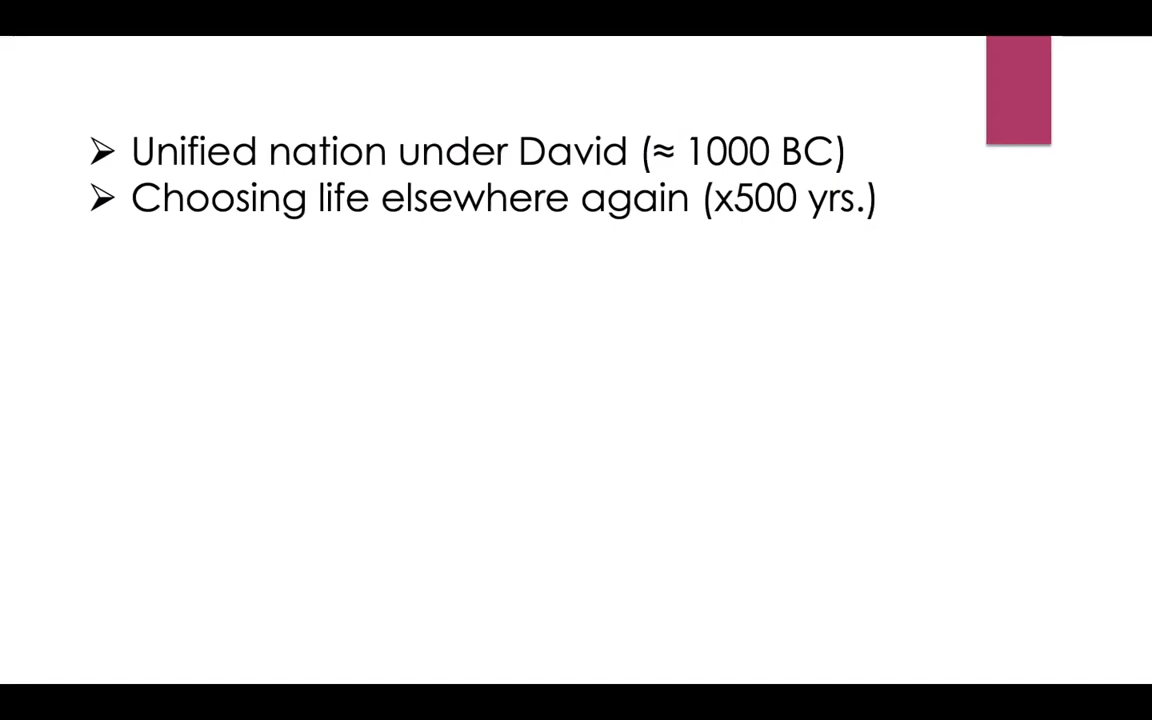 ➢ Unified nation under David (≈ 1000 BC)
➢ Choosing life elsewhere again (x500 yrs.)